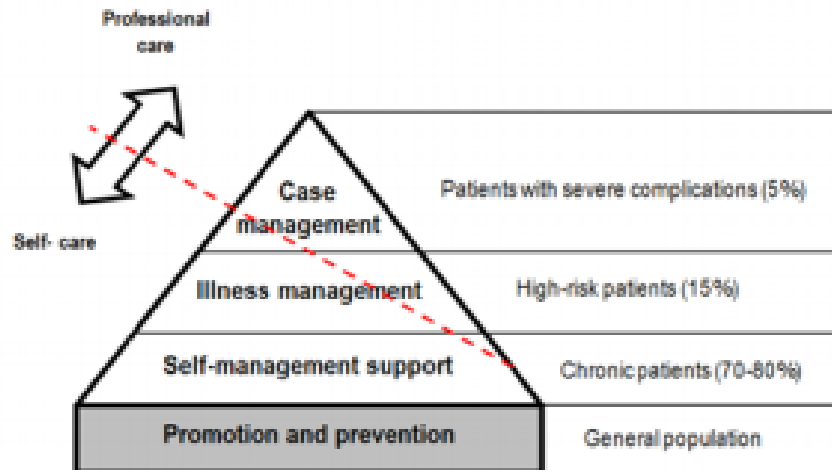 Professional
care
Self- care
Case
management
Patients with severe complications (5%)
Illness management
High-risk patients (15%)
Self-management support
Chronic patients (70-80%)
Promotion and prevention
General population